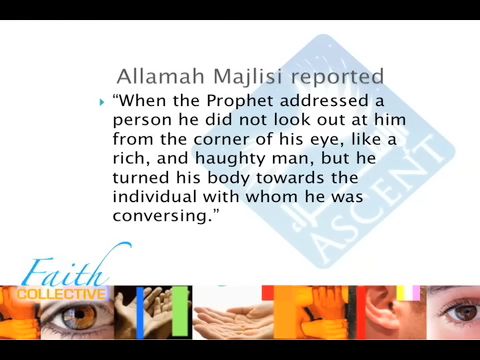 Allamah Majlisi reported
“When the Prophet addressed a
person he did not look out at him
from the corner of his eye, like a
rich, and haughty man, but he
turned his body towards the
individual with whom he was
conversing.”
ASCENT
Faith
COLLECTIVE